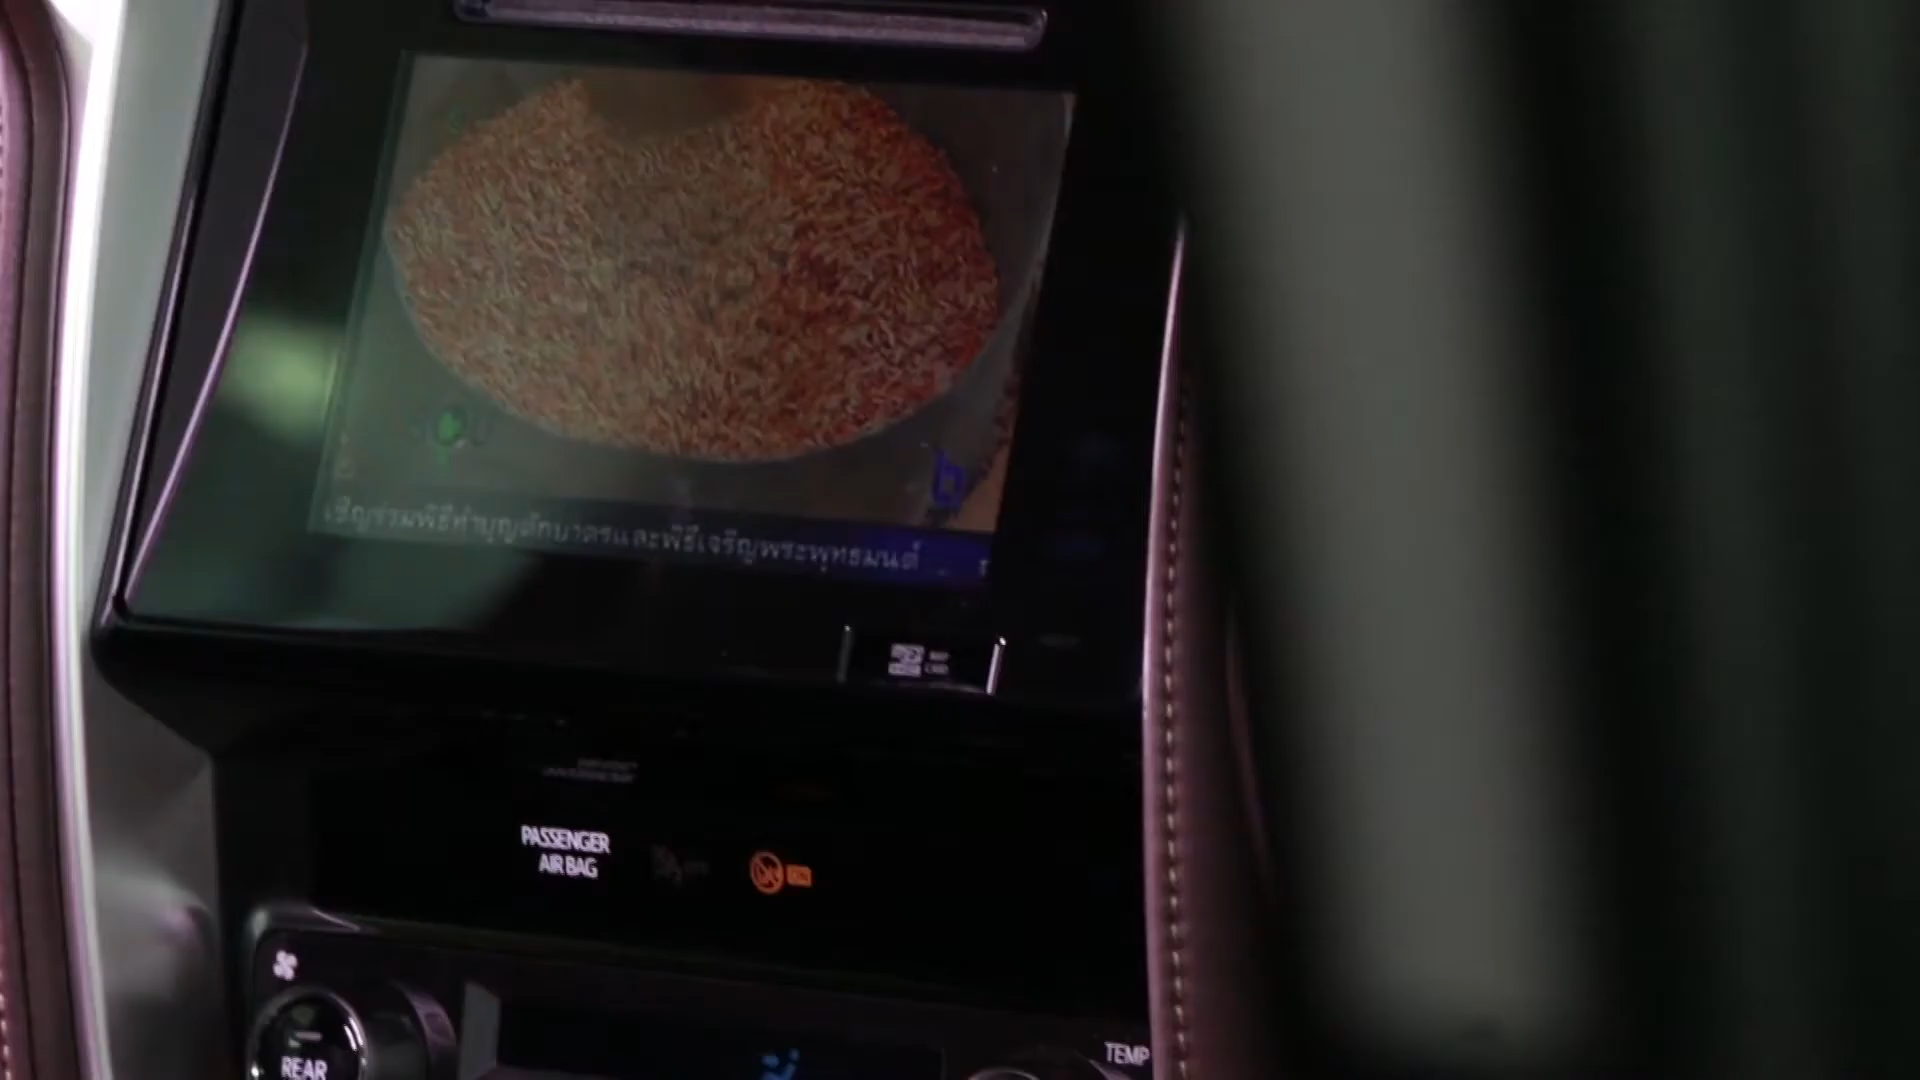 เชิญร่วมพิธีทำบุญตักบาตรและพิธีเจริญพระพุทธมนต์
PASSENGER
AIR BAG
ON
REAR
TEMP